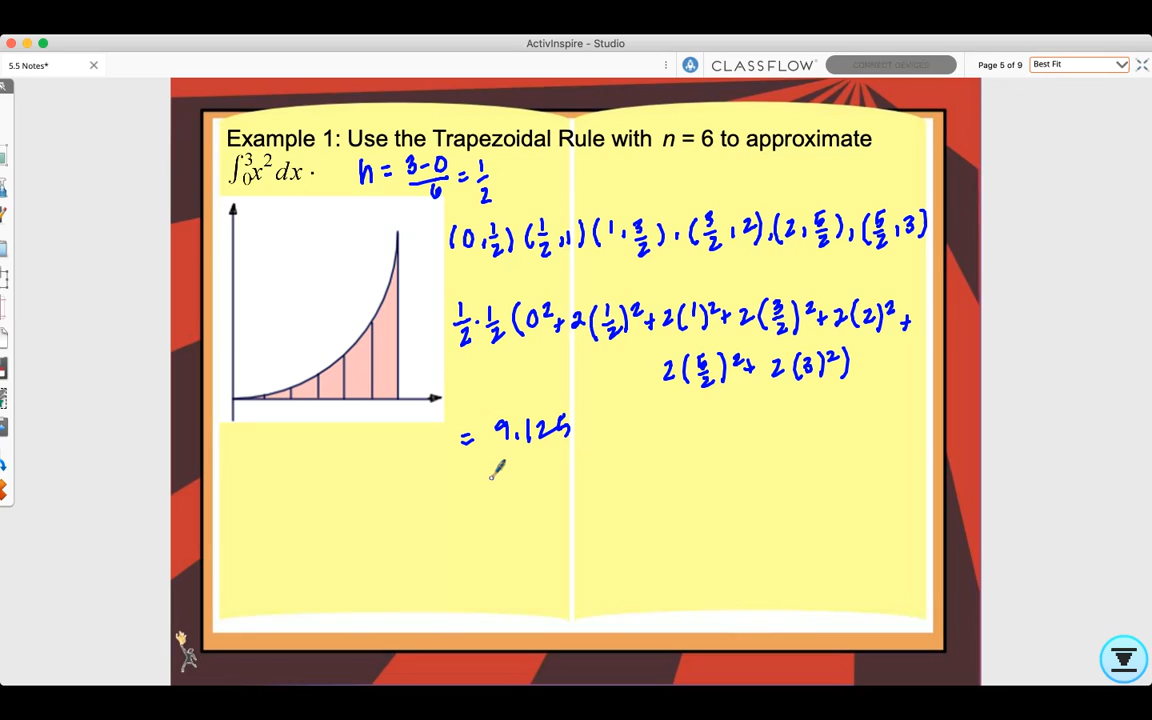 ActivInspire - Studio
5.5 Notes*
CLASSFLOW
CORRECT DEVICES
Page 5 of 9
Best Fit
Example 1: Use the Trapezoidal Rule with n = 6 to approximate
∫₀³x² dx . h = 3-0/6 = 1/2
(0, 1/2) (1/2, 1) (1, 3/2), (3/2, 2), (2, 5/2), (5/2, 3)
1/2 · 1/2 (0² + 2(1/2)² + 2(1)² + 2(3/2)² + 2(2)² +
2(5/2)² + 2(3)²)
= 9.125